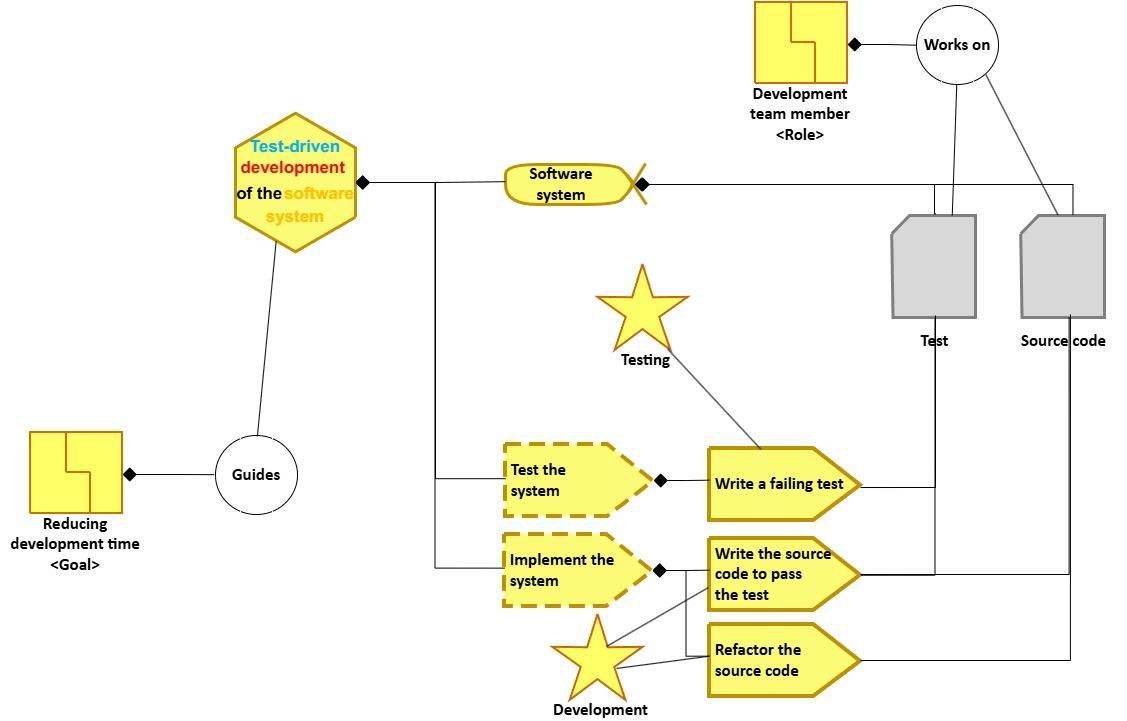 Works on
Development
team member
<Role>
Test-driven
development
of the software
system
Software
system
Testing
Test
Source code
Guides
Reducing
development time
<Goal>
Test the
system
Write a failing test
Implement the
system
Write the source
code to pass
the test
Refactor the
source code
Development